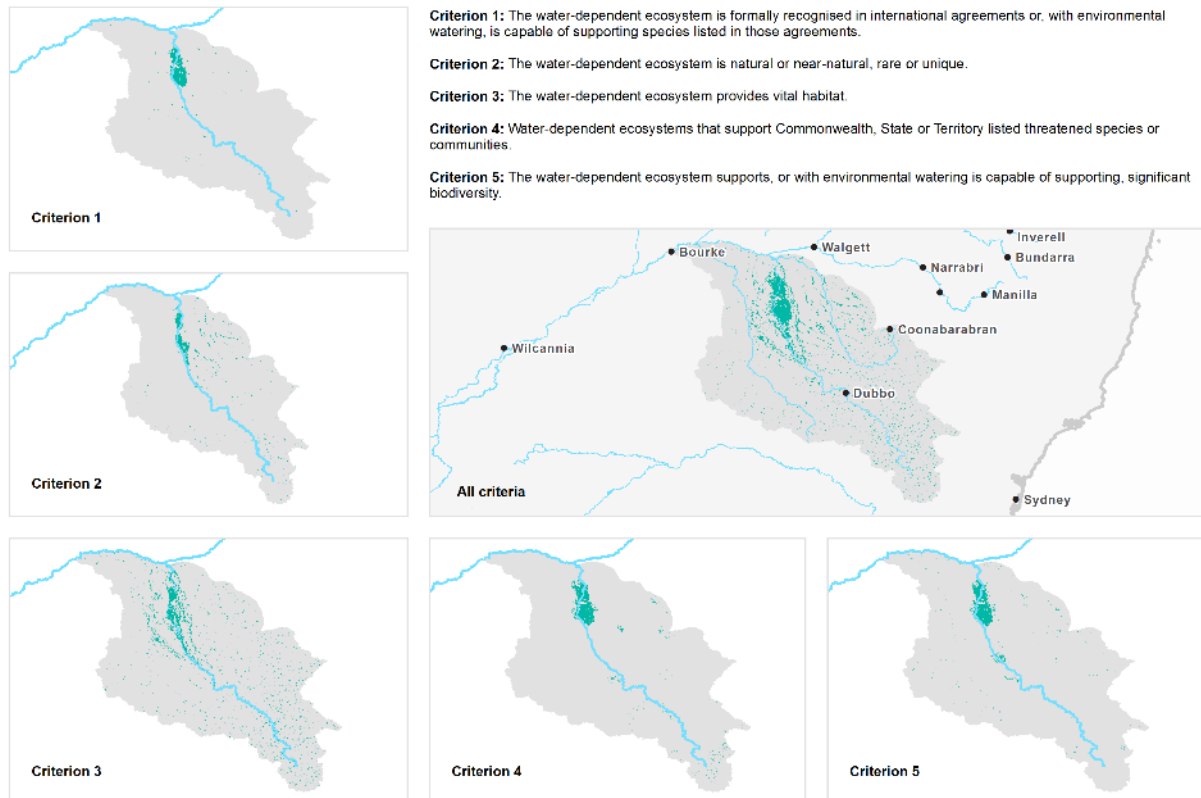 Criterion 1: The water-dependent ecosystem is formally recognised in international agreements or, with environmental
watering, is capable of supporting species listed in those agreements.
Criterion 2: The water-dependent ecosystem is natural or near-natural, rare or unique.
Criterion 3: The water-dependent ecosystem provides vital habitat.
Criterion 4: Water-dependent ecosystems that support Commonwealth, State or Territory listed threatened species or
communities.
Criterion 5: The water-dependent ecosystem supports, or with environmental watering is capable of supporting, significant
biodiversity.
Criterion 1
Inverell
Bourke
Walgett
Bundarra
Narrabri
Manilla
Coonabarabran
Wilcannia
Dubbo
Criterion 2
All criteria
Sydney
Criterion 3
Criterion 4
Criterion 5